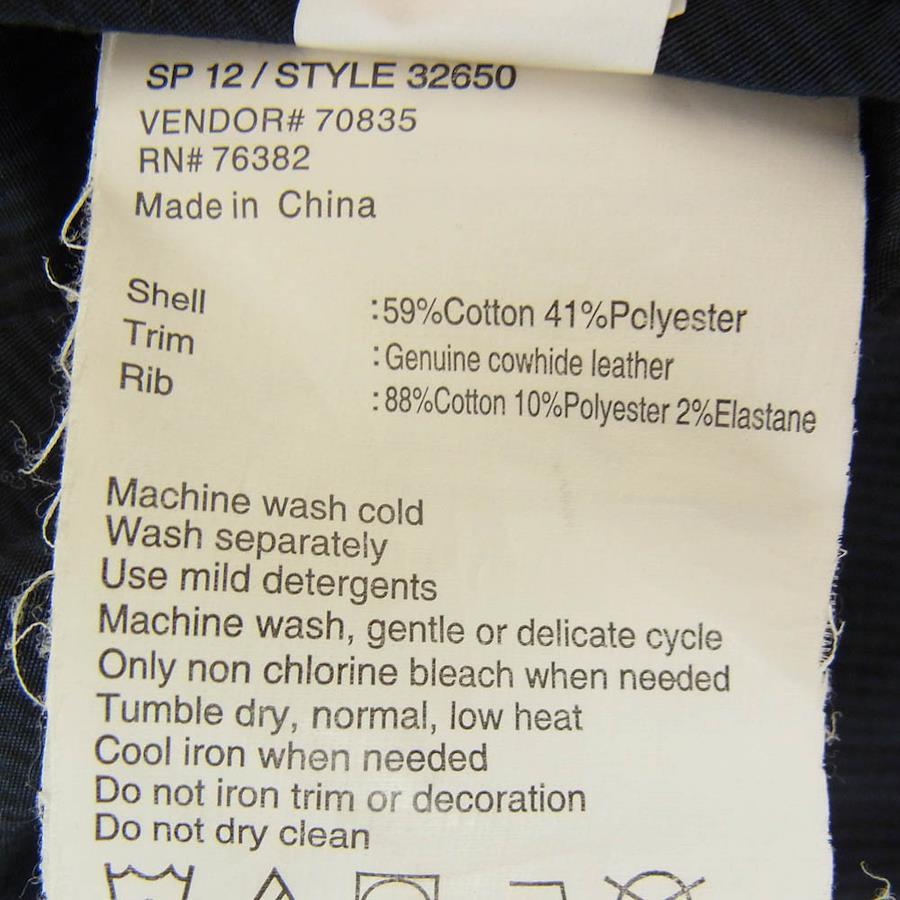 SP 12 / STYLE 32650
VENDOR# 70835
RN# 76382
Made in China
Shell :59%Cotton 41%Polyester
Trim :Genuine cowhide leather
Rib :88%Cotton 10%Polyester 2%Elastane
Machine wash cold
Wash separately
Use mild detergents
Machine wash, gentle or delicate cycle
Only non chlorine bleach when needed
Tumble dry, normal, low heat
Cool iron when needed
Do not iron trim or decoration
Do not dry clean